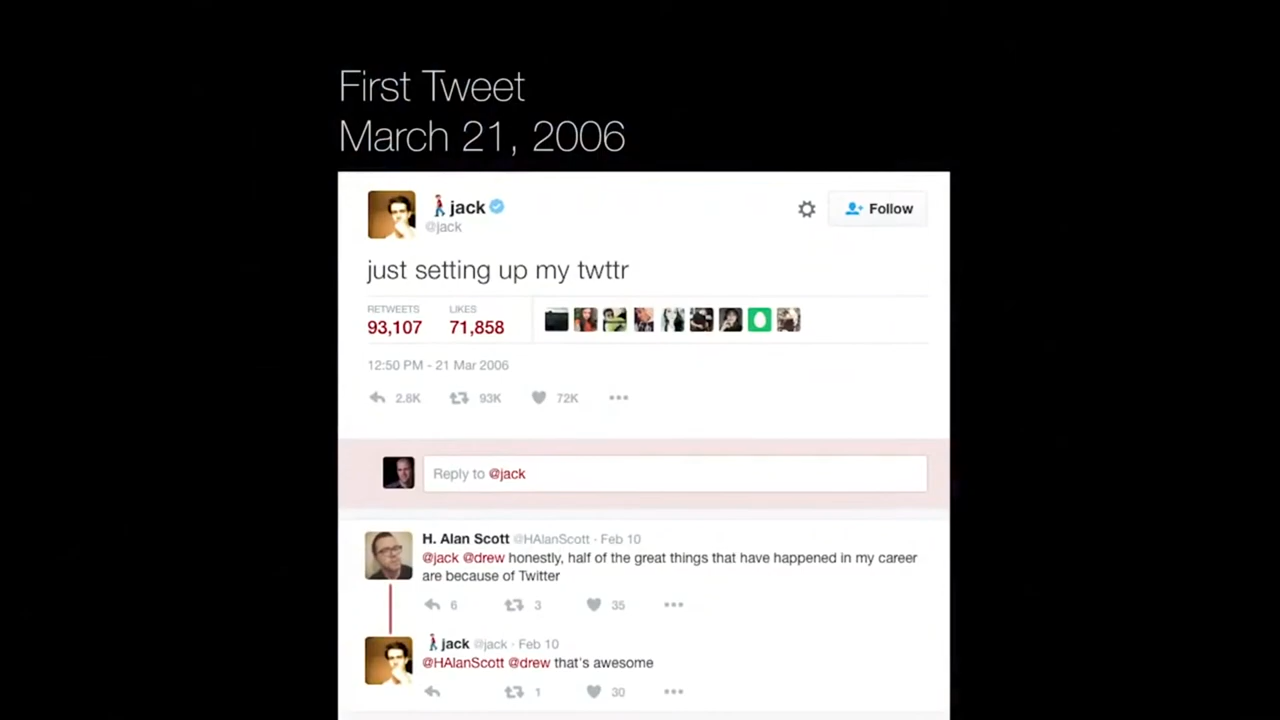 First Tweet
March 21, 2006
jack
@jack
Follow
just setting up my twttr
RETWEETS LIKES
93,107 71,858
12:50 PM - 21 Mar 2006
2.8K 93K 72K •••
Reply to @jack
H. Alan Scott @HAlanScott · Feb 10
@jack @drew honestly, half of the great things that have happened in my career
are because of Twitter
6 3 35 •••
jack @jack · Feb 10
@HAlanScott @drew that's awesome
1 30 •••